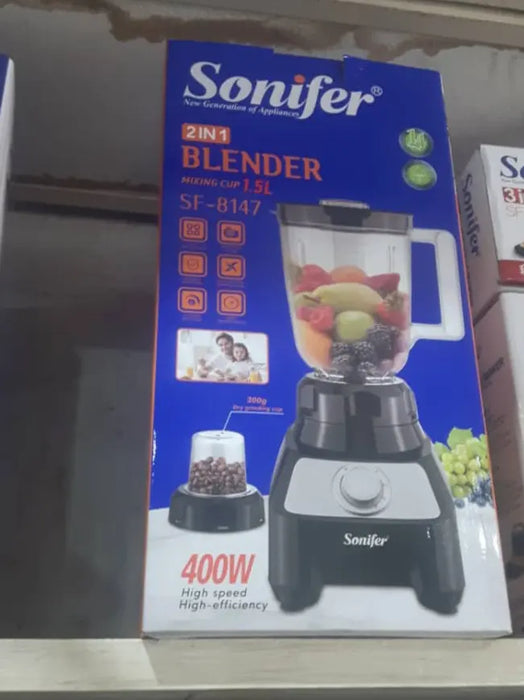 Sonifer®
New Generation of Appliances
2 IN 1
BLENDER
MIXING CUP 1.5L
SF-8147
300g
Dry grinding cup
Sonifer
400W
High speed
High-efficiency
Sonifer